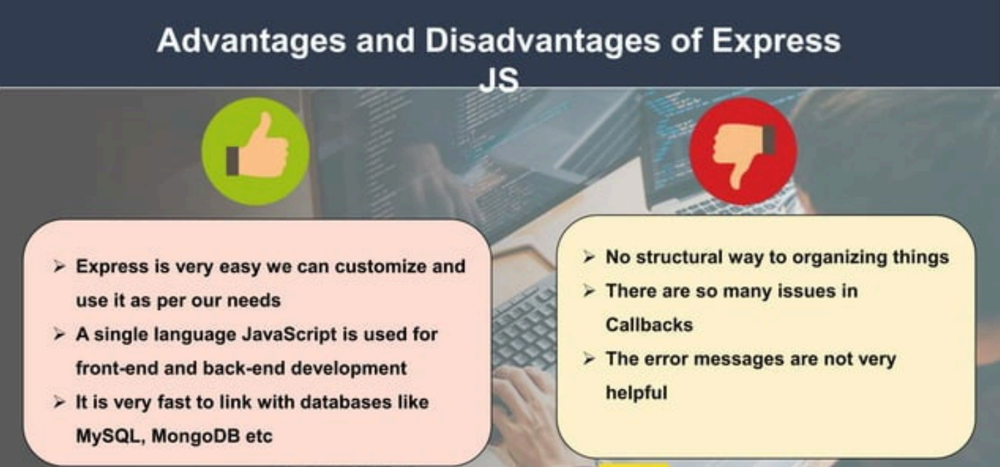 Advantages and Disadvantages of Express
JS
➢ Express is very easy we can customize and
use it as per our needs
➢ A single language JavaScript is used for
front-end and back-end development
➢ It is very fast to link with databases like
MySQL, MongoDB etc
➢ No structural way to organizing things
➢ There are so many issues in
Callbacks
➢ The error messages are not very
helpful